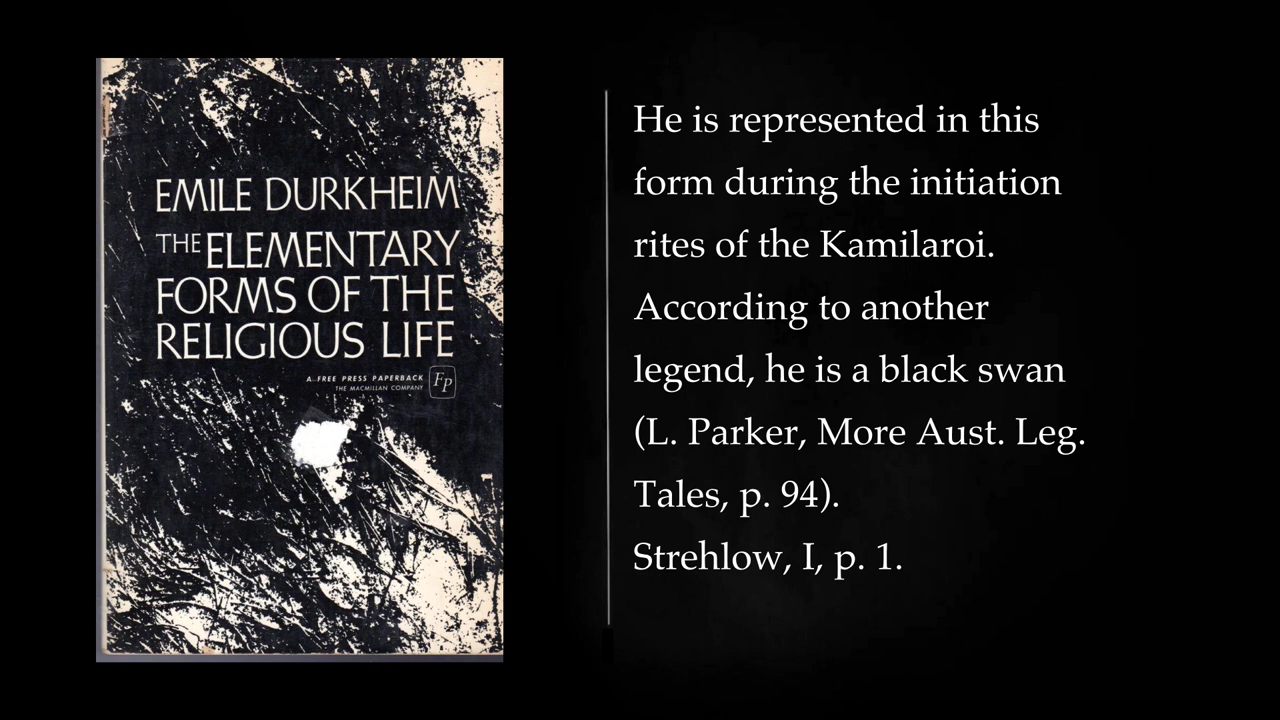 EMILE DURKHEIM
THE ELEMENTARY
FORMS OF THE
RELIGIOUS LIFE
A FREE PRESS PAPERBACK
THE MACMILLAN COMPANY
FP
He is represented in this
form during the initiation
rites of the Kamilaroi.
According to another
legend, he is a black swan
(L. Parker, More Aust. Leg.
Tales, p. 94).
Strehlow, I, p. 1.